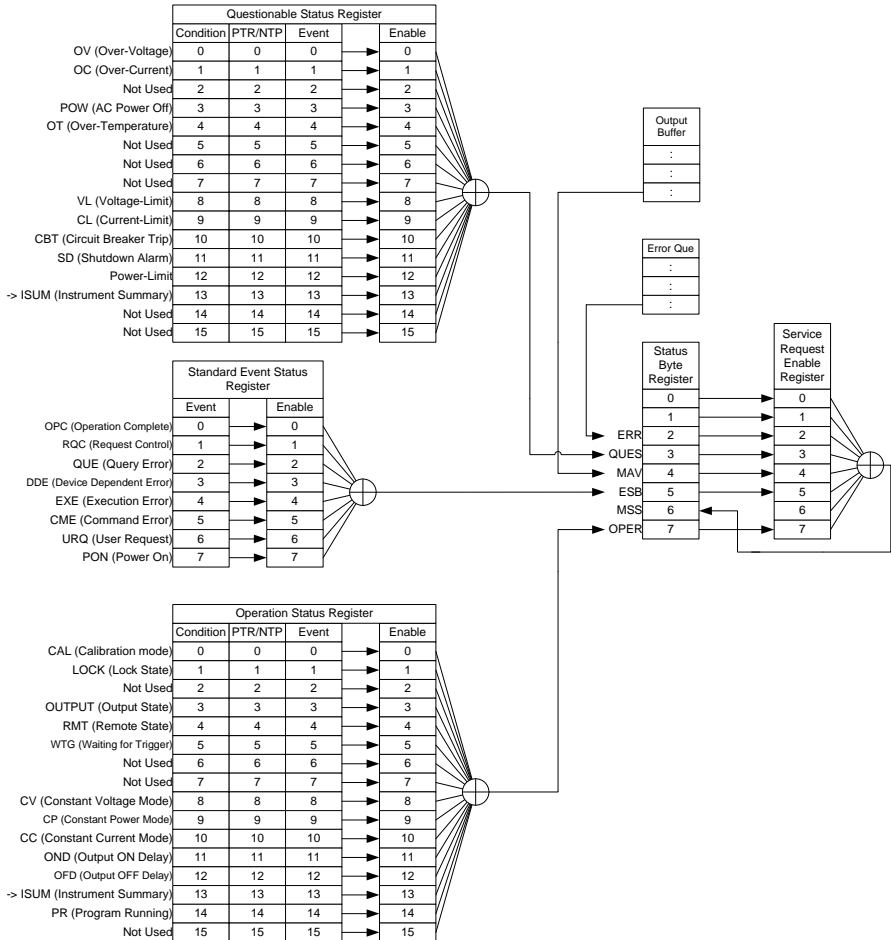 Questionable Status Register
Condition PTR/NTP Event Enable
OV (Over-Voltage) 0 0 0 0
OC (Over-Current) 1 1 1 1
Not Used 2 2 2 2
POW (AC Power Off) 3 3 3 3
OT (Over-Temperature) 4 4 4 4
Not Used 5 5 5 5
Not Used 6 6 6 6
Not Used 7 7 7 7
VL (Voltage-Limit) 8 8 8 8
CL (Current-Limit) 9 9 9 9
CBT (Circuit Breaker Trip) 10 10 10 10
SD (Shutdown Alarm) 11 11 11 11
Power-Limit 12 12 12 12
-> ISUM (Instrument Summary) 13 13 13 13
Not Used 14 14 14 14
Not Used 15 15 15 15
Output
Buffer
:
:
:
Error Que
:
:
:
Standard Event Status
Register
Event Enable
OPC (Operation Complete) 0 0
RQC (Request Control) 1 1
QUE (Query Error) 2 2
DDE (Device Dependent Error) 3 3
EXE (Execution Error) 4 4
CME (Command Error) 5 5
URQ (User Request) 6 6
PON (Power On) 7 7
Status
Byte
Register
Service
Request
Enable
Register
0 0
1 1
ERR 2 2
QUES 3 3
MAV 4 4
ESB 5 5
MSS 6 6
OPER 7 7
Operation Status Register
Condition PTR/NTP Event Enable
CAL (Calibration mode) 0 0 0 0
LOCK (Lock State) 1 1 1 1
Not Used 2 2 2 2
OUTPUT (Output State) 3 3 3 3
RMT (Remote State) 4 4 4 4
WTG (Waiting for Trigger) 5 5 5 5
Not Used 6 6 6 6
Not Used 7 7 7 7
CV (Constant Voltage Mode) 8 8 8 8
CP (Constant Power Mode) 9 9 9 9
CC (Constant Current Mode) 10 10 10 10
OND (Output ON Delay) 11 11 11 11
OFD (Output OFF Delay) 12 12 12 12
-> ISUM (Instrument Summary) 13 13 13 13
PR (Program Running) 14 14 14 14
Not Used 15 15 15 15